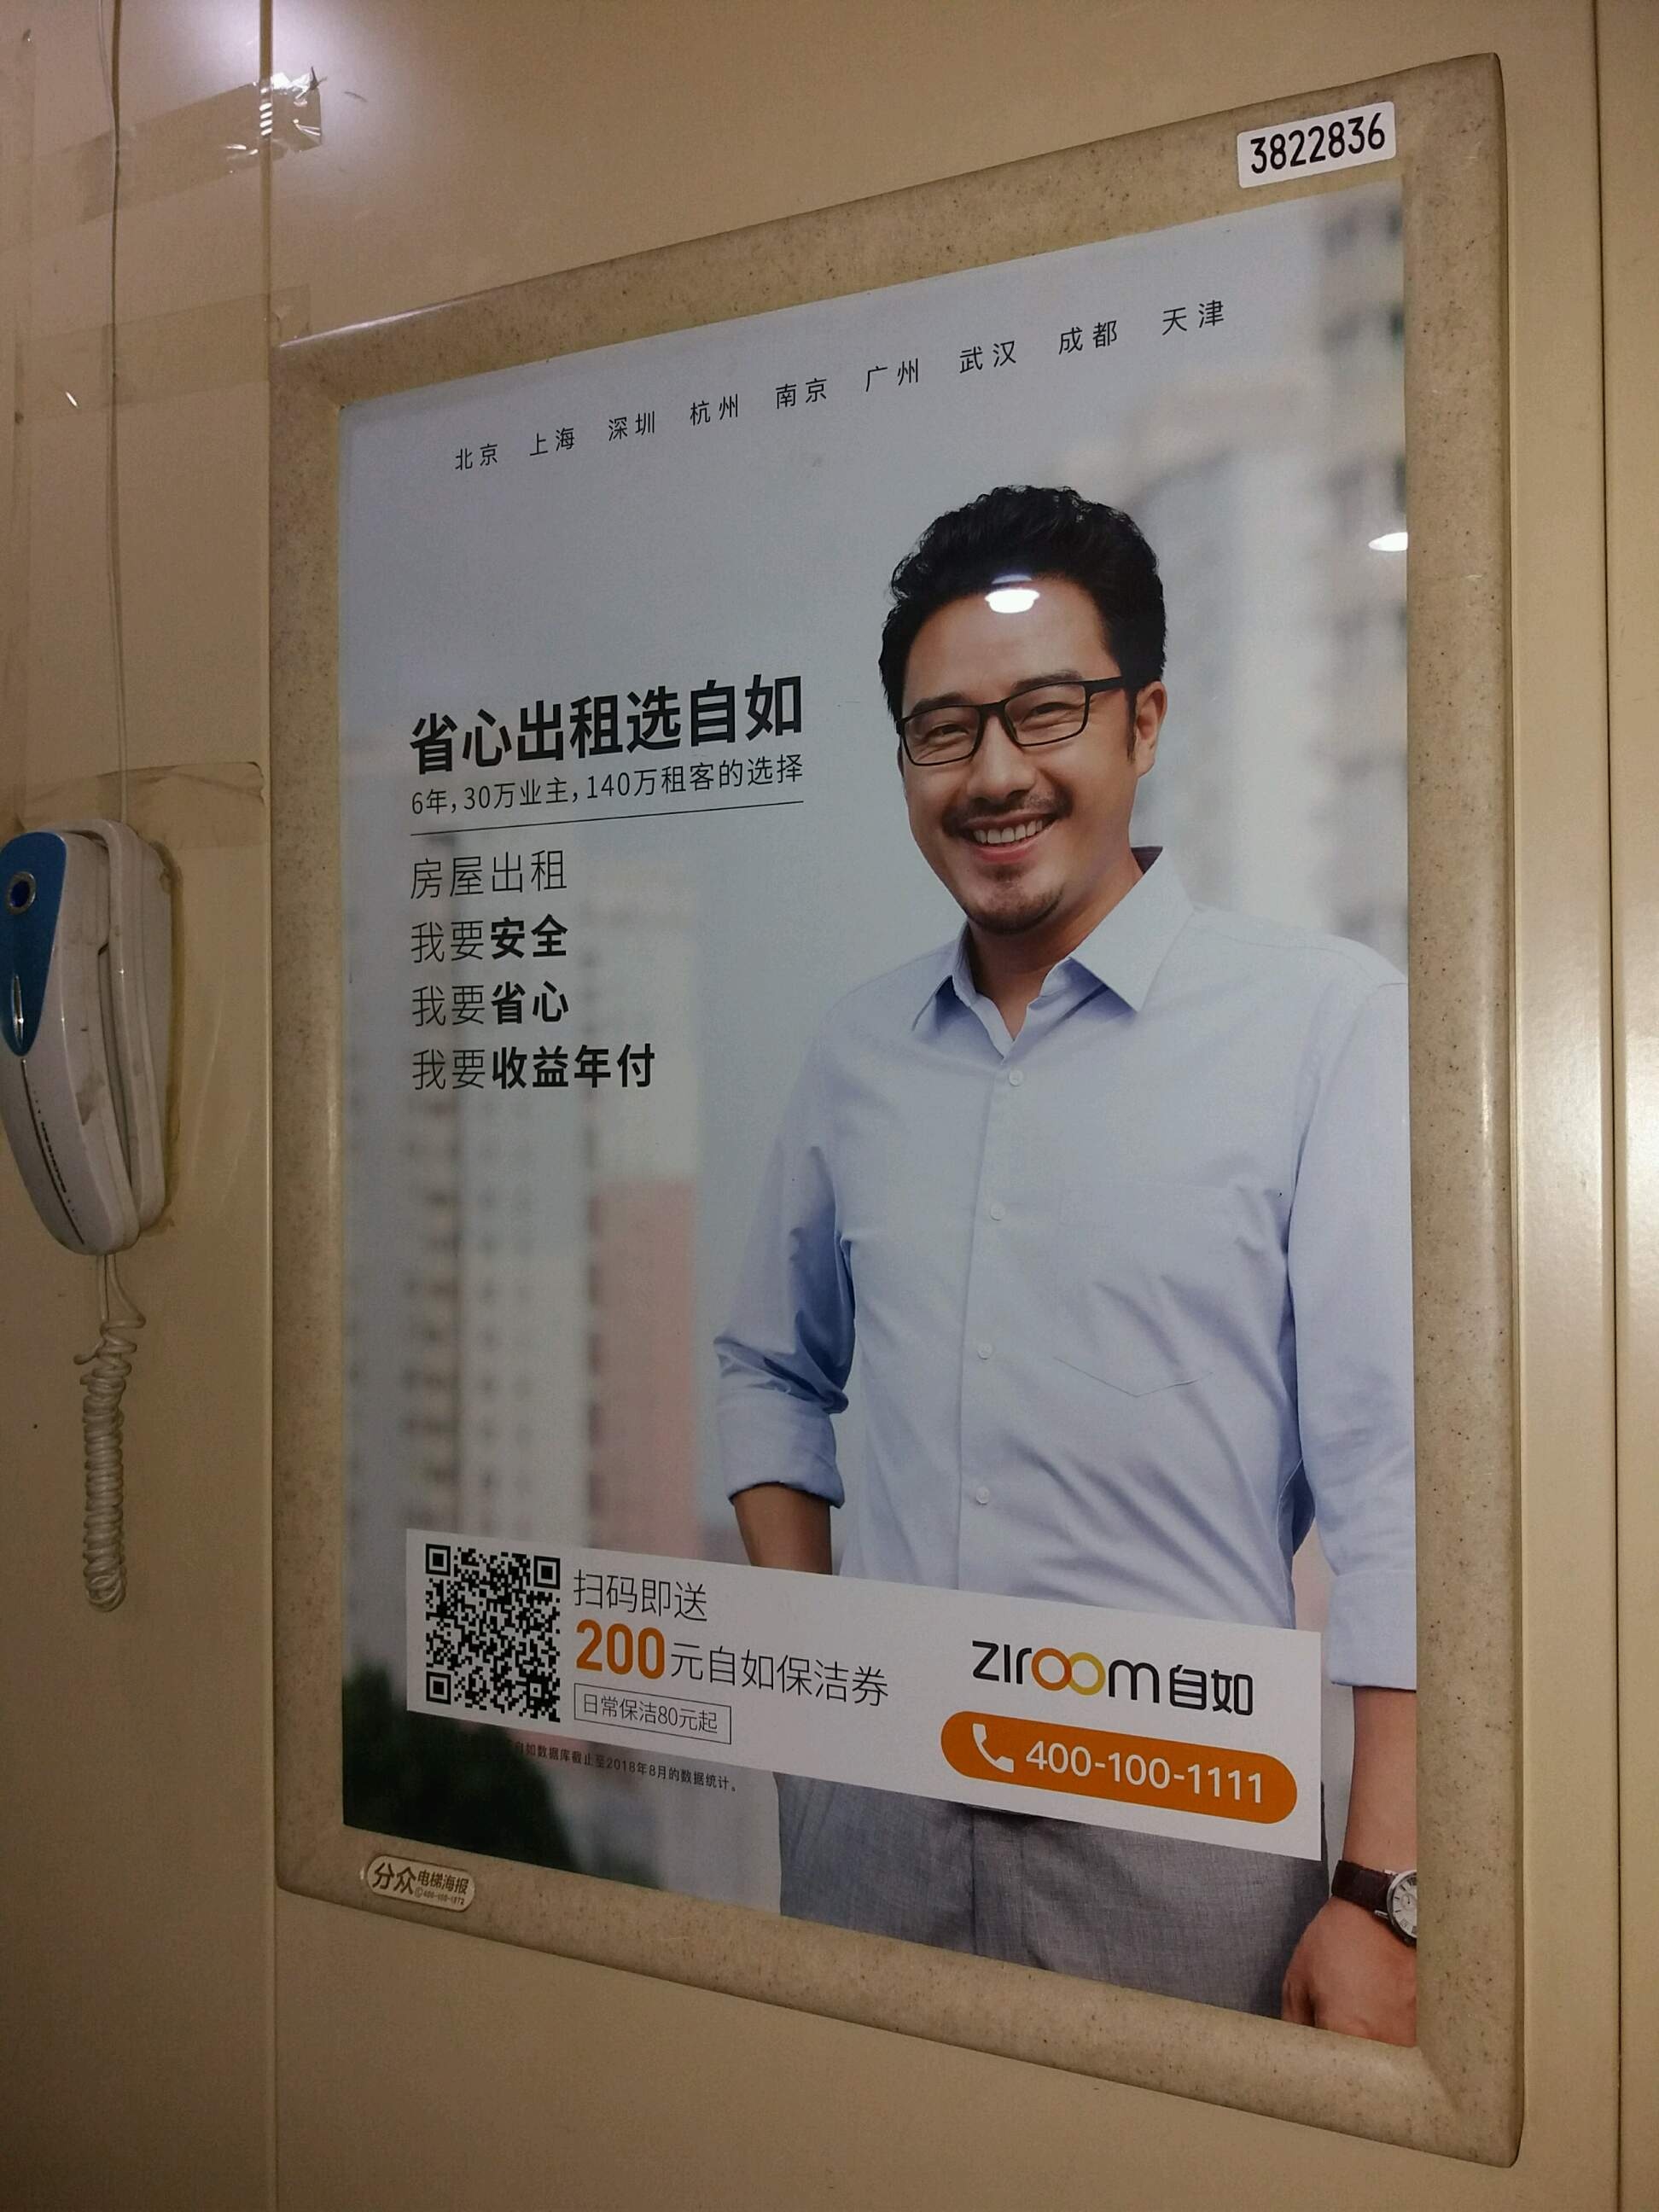 3822836
北京 上海 深圳 杭州 南京 广州 武汉 成都 天津
省心出租选自如
6年,30万业主,140万租客的选择
房屋出租
我要安全
我要省心
我要收益年付
扫码即送
200元自如保洁券
日常保洁80元起
ziroom自如
400-100-1111
自如数据库截止至2018年8月的数据统计。
分众电梯海报